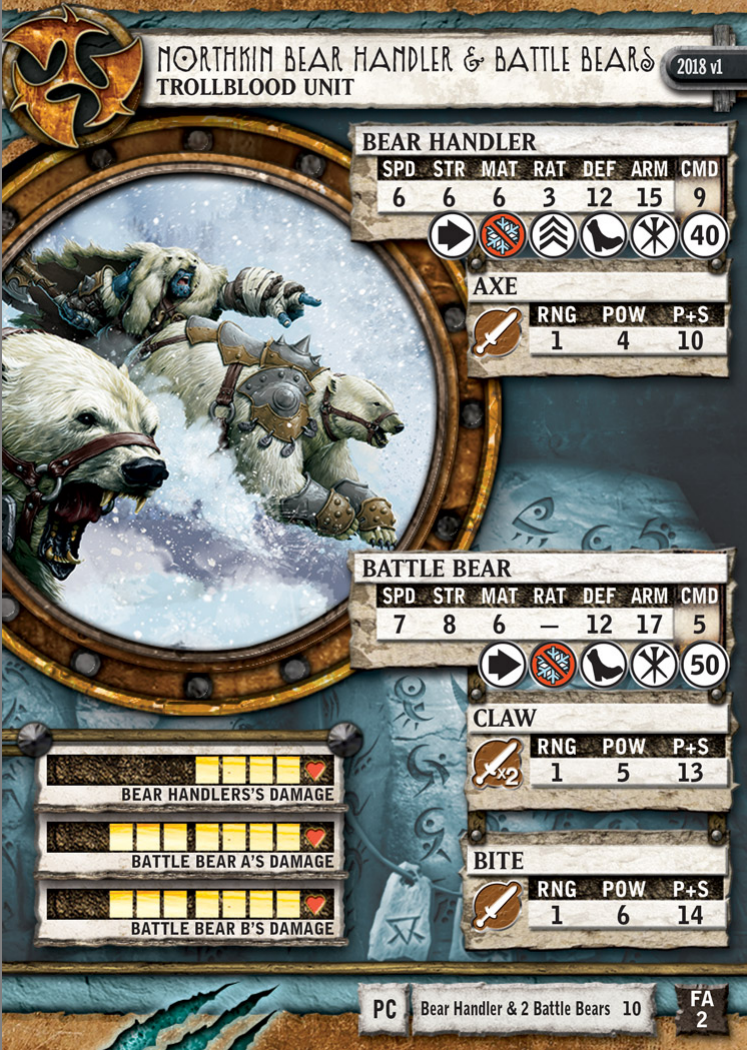 NORTHKIN BEAR HANDLER & BATTLE BEARS
TROLLBLOOD UNIT
2018 v1
BEAR HANDLER
SPD STR MAT RAT DEF ARM CMD
6 6 6 3 12 15 9
40
AXE
RNG POW P+S
1 4 10
BATTLE BEAR
SPD STR MAT RAT DEF ARM CMD
7 8 6 — 12 17 5
50
CLAW
RNG POW P+S
x2 1 5 13
BITE
RNG POW P+S
1 6 14
BEAR HANDLERS'S DAMAGE
BATTLE BEAR A'S DAMAGE
BATTLE BEAR B'S DAMAGE
PC Bear Handler & 2 Battle Bears 10
FA
2